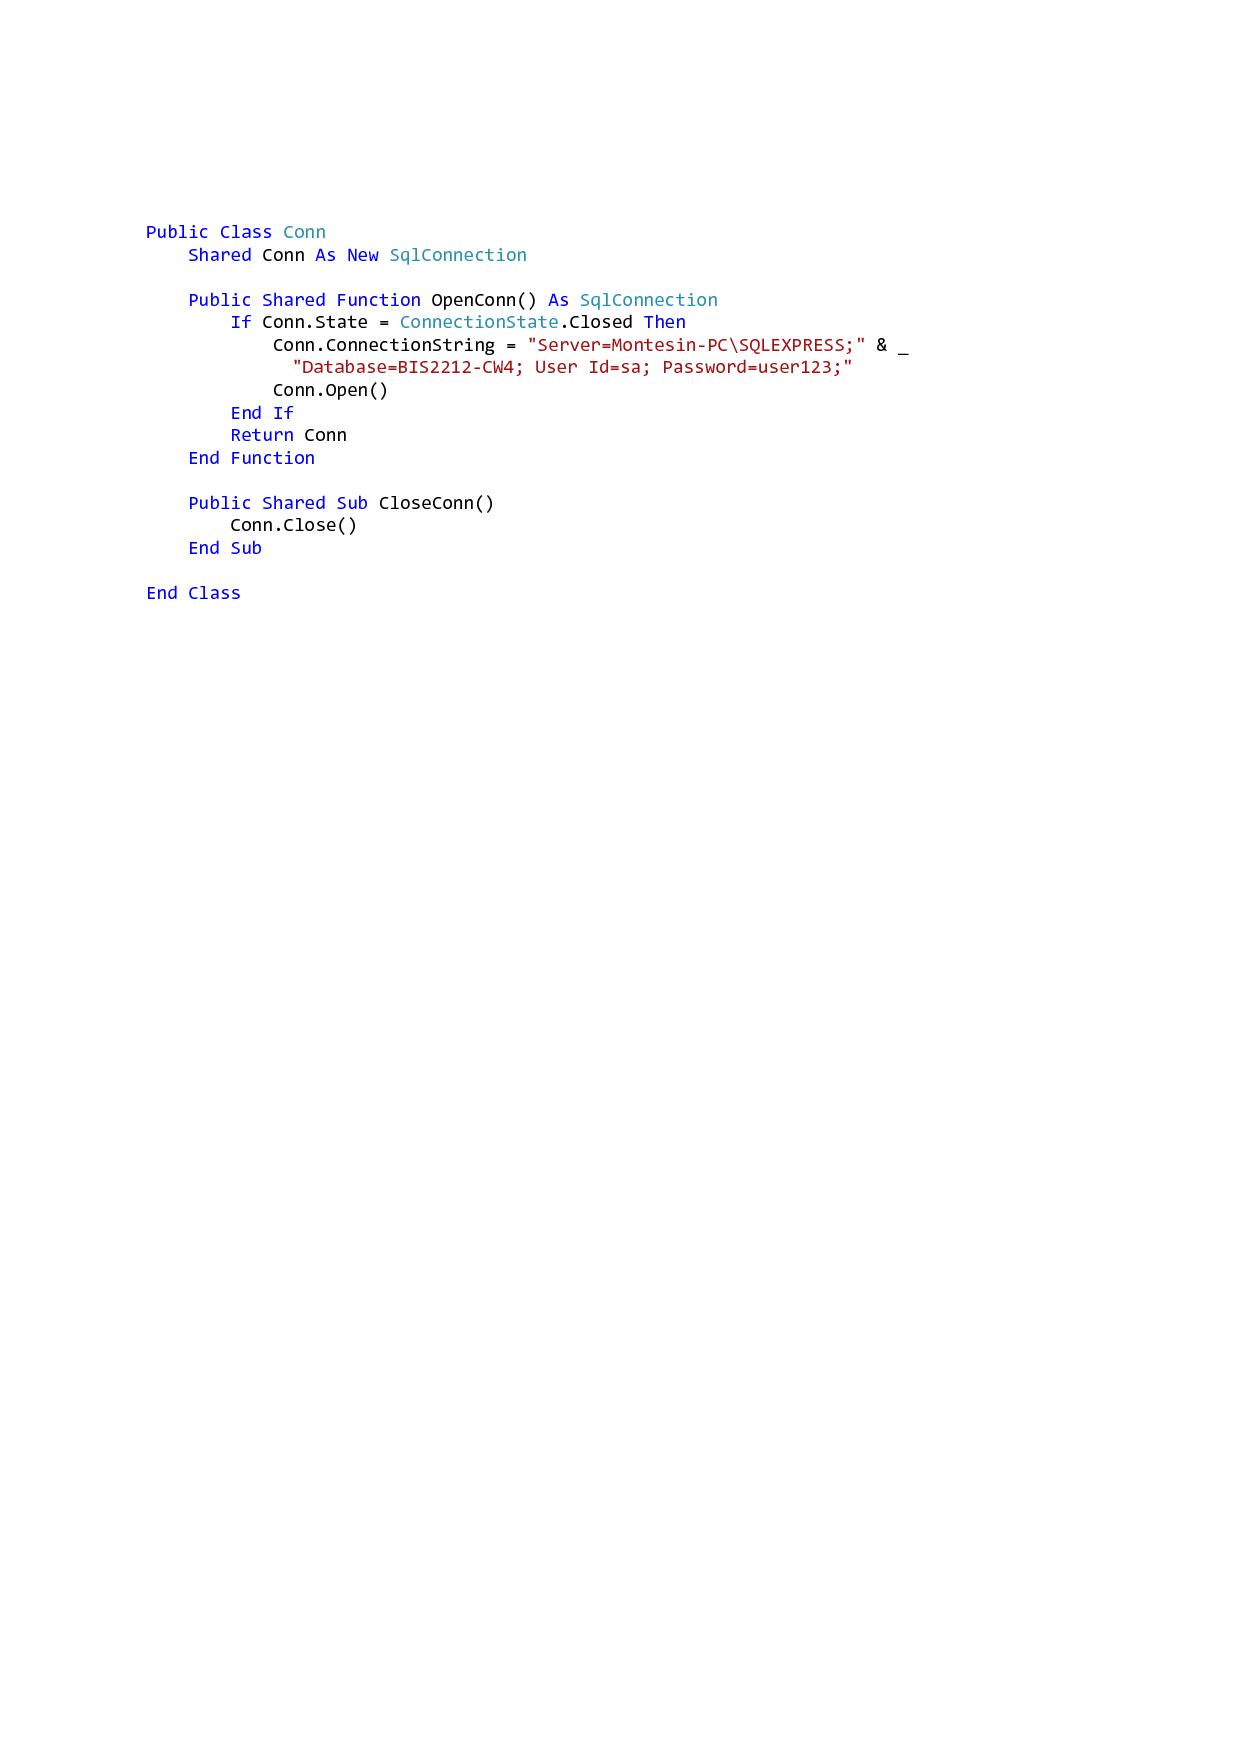 Public Class Conn
    Shared Conn As New SqlConnection

    Public Shared Function OpenConn() As SqlConnection
        If Conn.State = ConnectionState.Closed Then
            Conn.ConnectionString = "Server=Montesin-PC\SQLEXPRESS;" & _
              "Database=BIS2212-CW4; User Id=sa; Password=user123;"
            Conn.Open()
        End If
        Return Conn
    End Function

    Public Shared Sub CloseConn()
        Conn.Close()
    End Sub

End Class